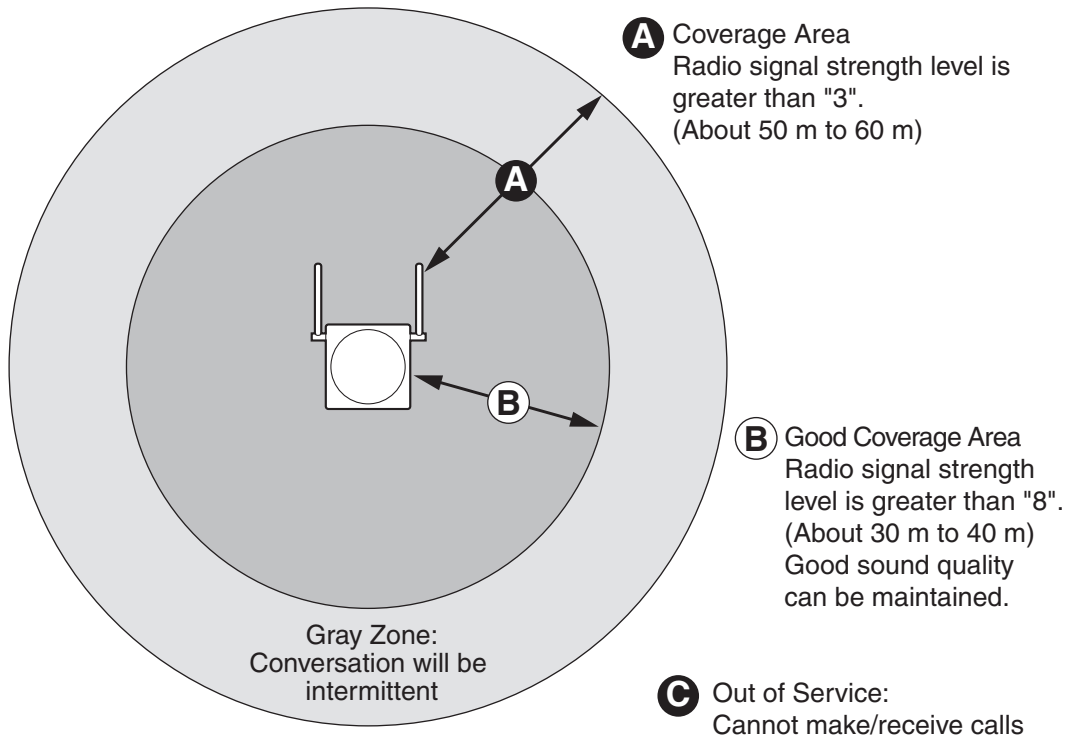 A Coverage Area
Radio signal strength level is
greater than "3".
(About 50 m to 60 m)
A
B
B Good Coverage Area
Radio signal strength
level is greater than "8".
(About 30 m to 40 m)
Good sound quality
can be maintained.
Gray Zone:
Conversation will be
intermittent
C Out of Service:
Cannot make/receive calls